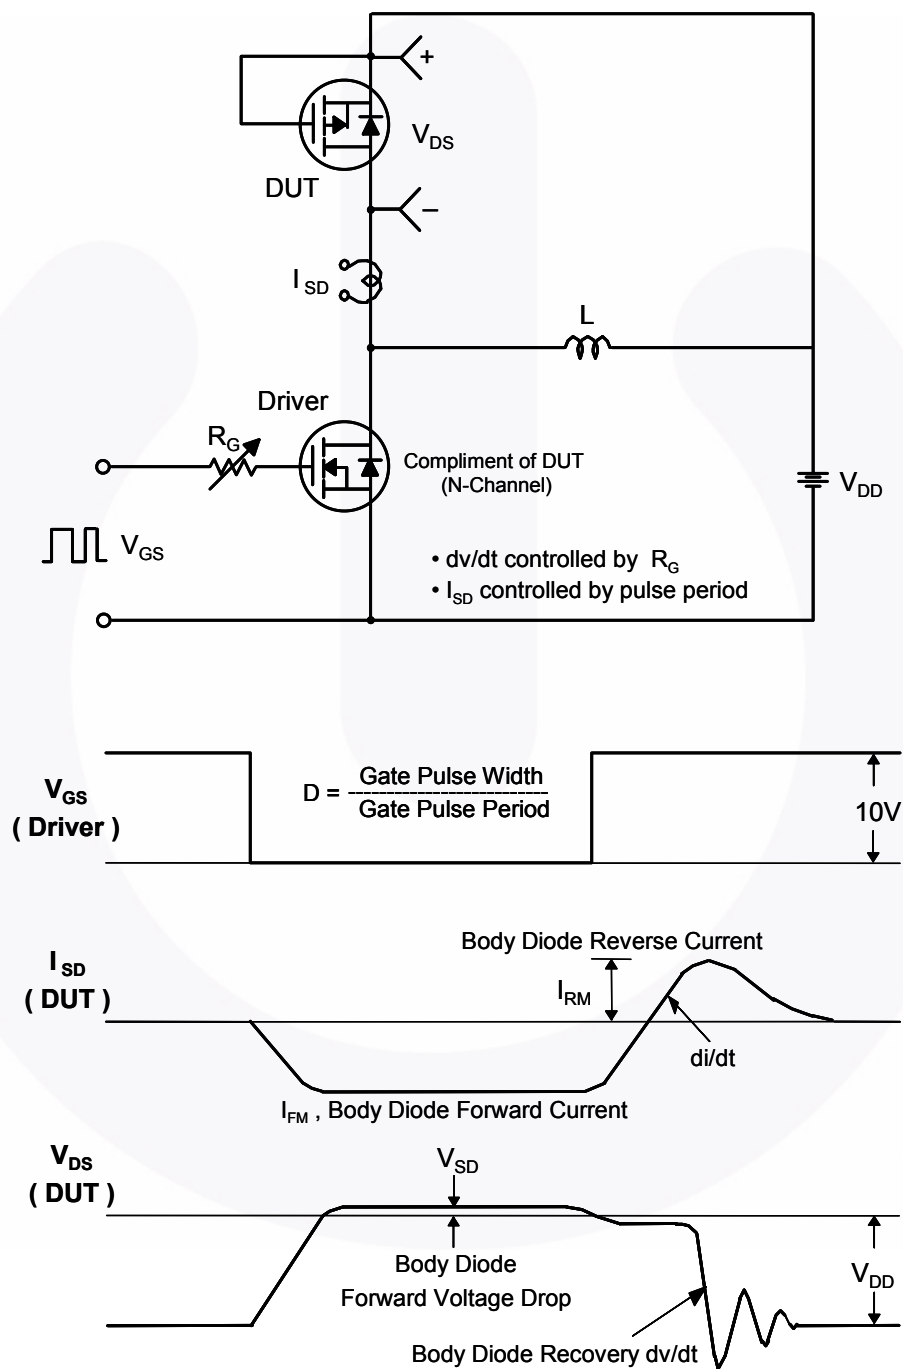 +
V_DS
DUT
–
I_SD
L
Driver
R_G
Compliment of DUT
(N-Channel)
V_DD
V_GS
• dv/dt controlled by R_G
• I_SD controlled by pulse period
V_GS
( Driver )
D = Gate Pulse Width
Gate Pulse Period
10V
Body Diode Reverse Current
I_SD
( DUT )
I_RM
di/dt
I_FM , Body Diode Forward Current
V_DS
( DUT )
V_SD
Body Diode
Forward Voltage Drop
V_DD
Body Diode Recovery dv/dt